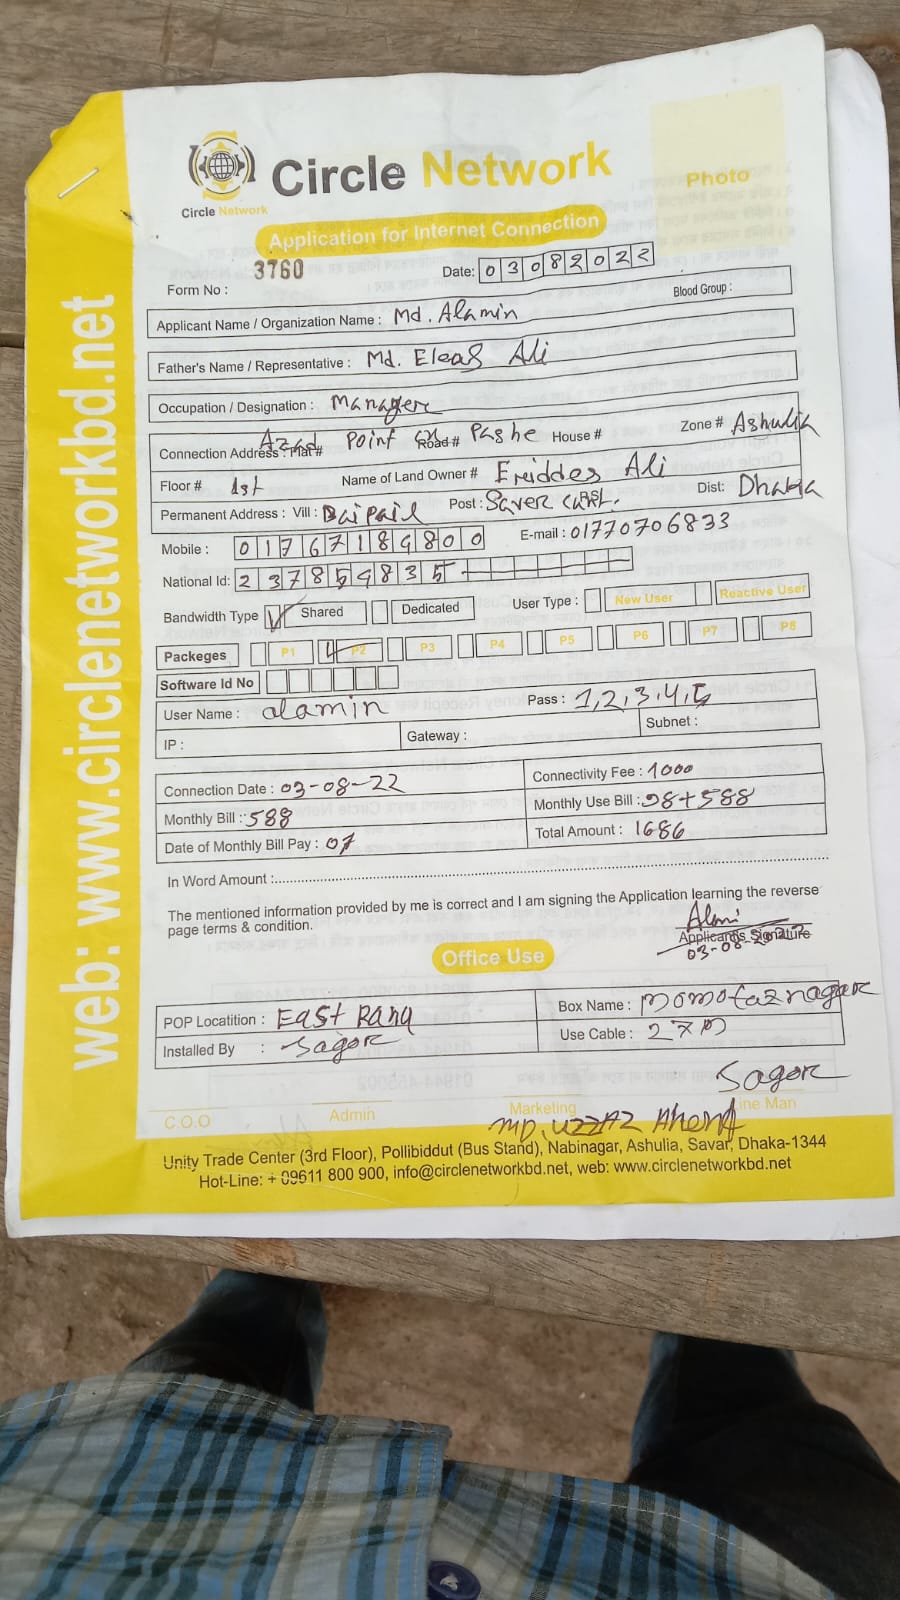 web: www.circlenetworkbd.net
Circle Network
Circle Network
Photo
Application for Internet Connection
Form No : 3760
Date: 03082022
Blood Group :
Applicant Name / Organization Name : Md. Alamin
Father's Name / Representative : Md. Eleas Ali
Occupation / Designation : Manager
Connection Address : Flat # Azad Point Road # Pashe House # Zone # Ashulia
Floor # 1st Name of Land Owner # Ali
Permanent Address : Vill : Baipail Post : Saver Dist: Dhaka
Mobile : 01767189800 E-mail : 01770706833
National Id: 2378598355
Bandwidth Type Shared Dedicated User Type : New User Reactive User
Packeges P1 P2 P3 P4 P5 P6 P7 P8
Software Id No
User Name : alamin Pass : 1,2,3,4,5
IP : Gateway : Subnet :
Connection Date : 03-08-22 Connectivity Fee : 1000
Monthly Bill : 588 Monthly Use Bill : 98+588
Date of Monthly Bill Pay : 07 Total Amount : 1686
In Word Amount :
The mentioned information provided by me is correct and I am signing the Application learning the reverse
page terms & condition.
Alami
Applicant's Signature
Office Use
POP Locatition : East Rang Box Name : Momotaznagar
Installed By : Sagor Use Cable :
Sagor
C.O.O Admin Marketing Line Man
MD. UZZAL Ahemd
Unity Trade Center (3rd Floor), Pollibiddut (Bus Stand), Nabinagar, Ashulia, Savar, Dhaka-1344
Hot-Line: + 09611 800 900, info@circlenetworkbd.net, web: www.circlenetworkbd.net